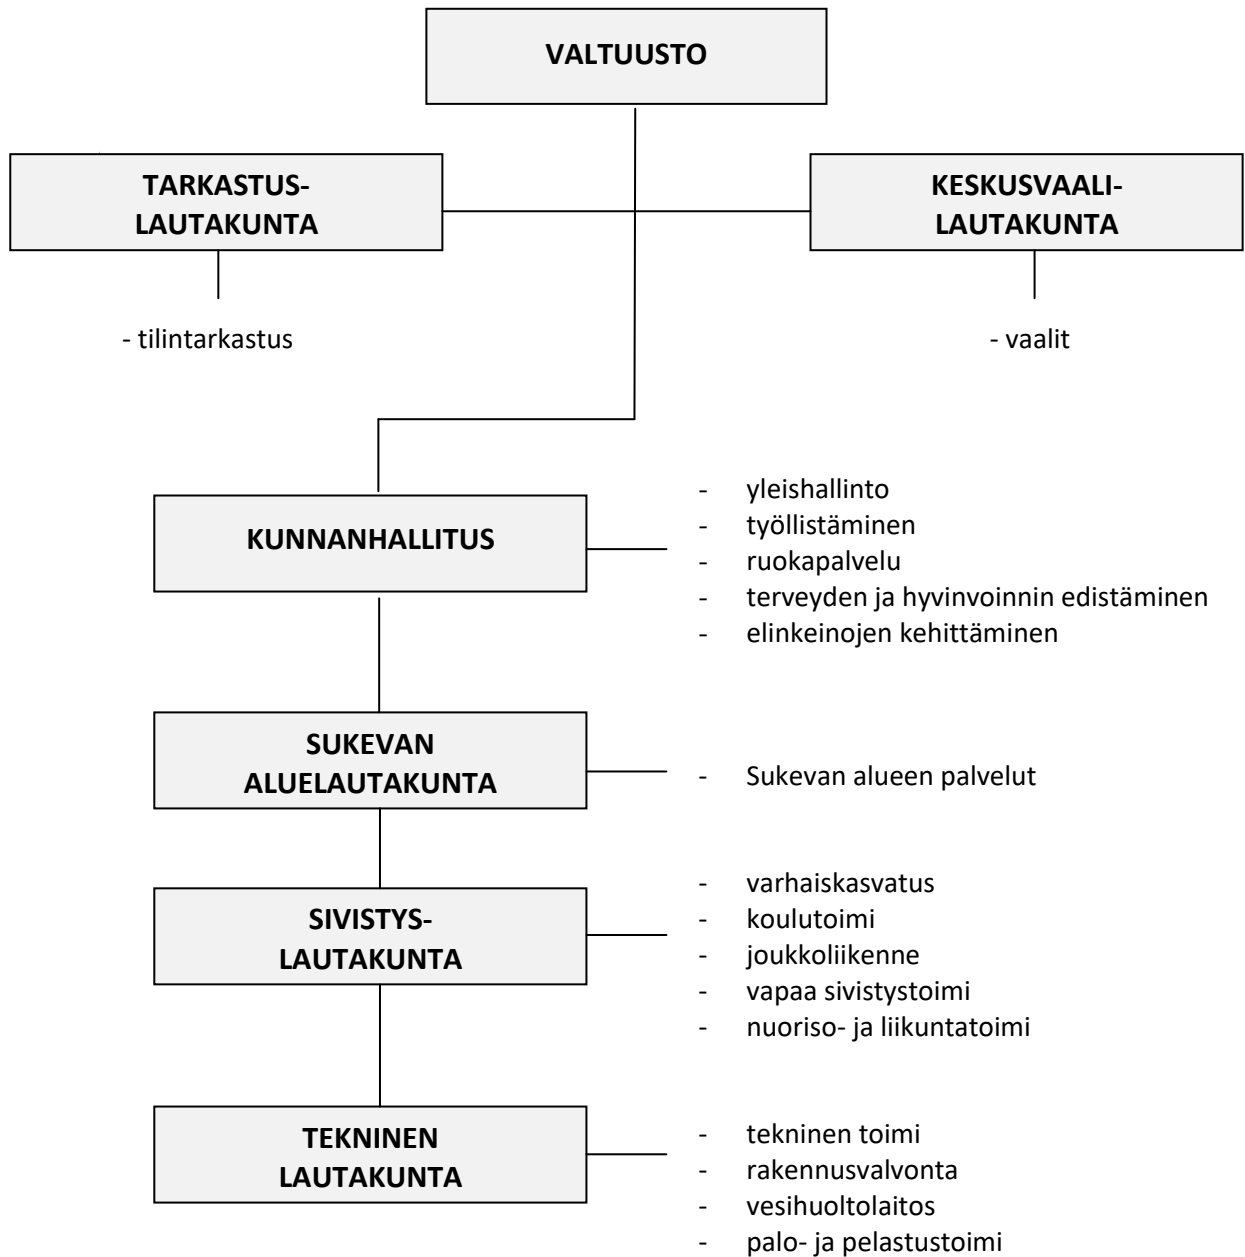 VALTUUSTO
TARKASTUS-
LAUTAKUNTA
KESKUSVAALI-
LAUTAKUNTA
- tilintarkastus
- vaalit
KUNNANHALLITUS
- yleishallinto
- työllistäminen
- ruokapalvelu
- terveyden ja hyvinvoinnin edistäminen
- elinkeinojen kehittäminen
SUKEVAN
ALUELAUTAKUNTA
- Sukevan alueen palvelut
SIVISTYS-
LAUTAKUNTA
- varhaiskasvatus
- koulutoimi
- joukkoliikenne
- vapaa sivistystoimi
- nuoriso- ja liikuntatoimi
TEKNINEN
LAUTAKUNTA
- tekninen toimi
- rakennusvalvonta
- vesihuoltolaitos
- palo- ja pelastustoimi